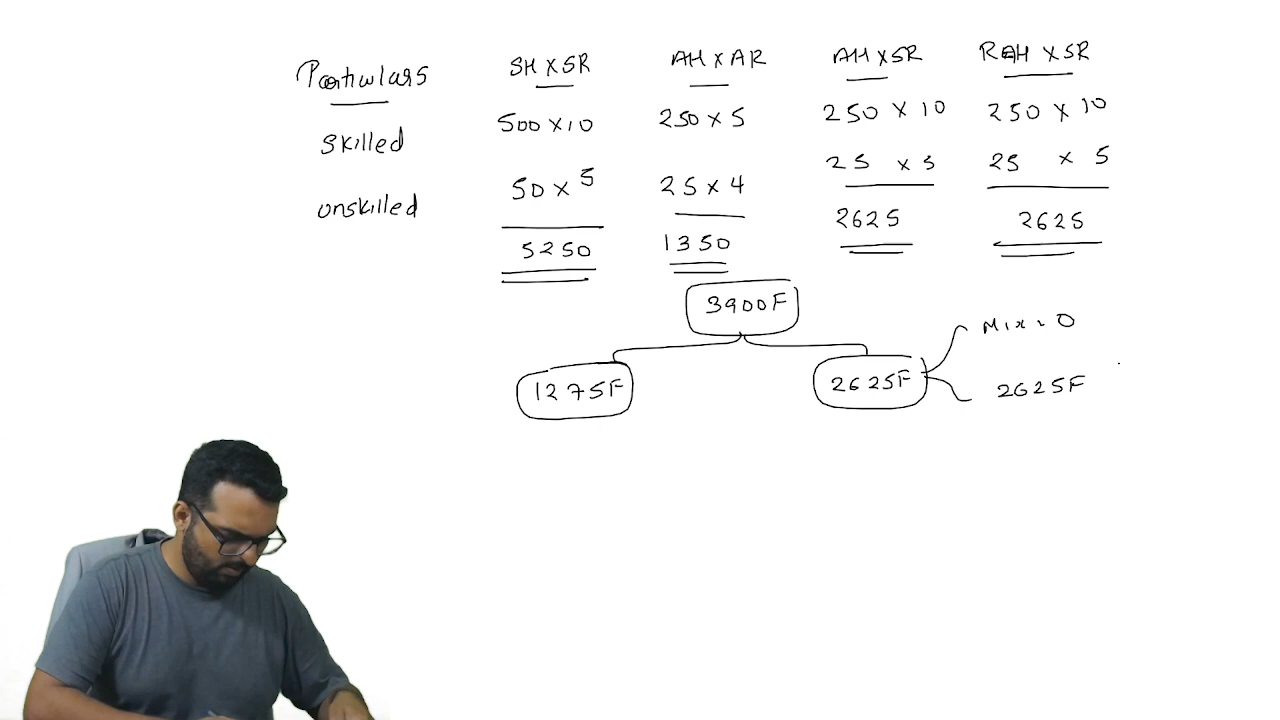 Particulars SH X SR AH X AR AH X SR RAH X SR
skilled 500 X 10 250 X 5 250 X 10 250 X 10
unskilled 50 X 5 25 X 4 25 X 5 25 X 5
5250 1350 2625 2625
3900F
1275F 2625F
Mix = 0
2625F